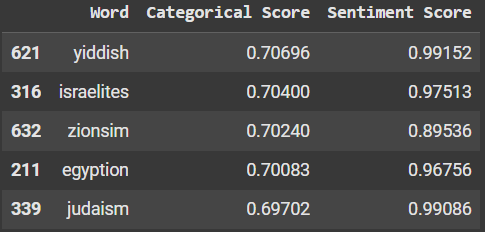 Word Categorical Score Sentiment Score
621 yiddish 0.70696 0.99152
316 israelites 0.70400 0.97513
632 zionsim 0.70240 0.89536
211 egyption 0.70083 0.96756
339 judaism 0.69702 0.99086